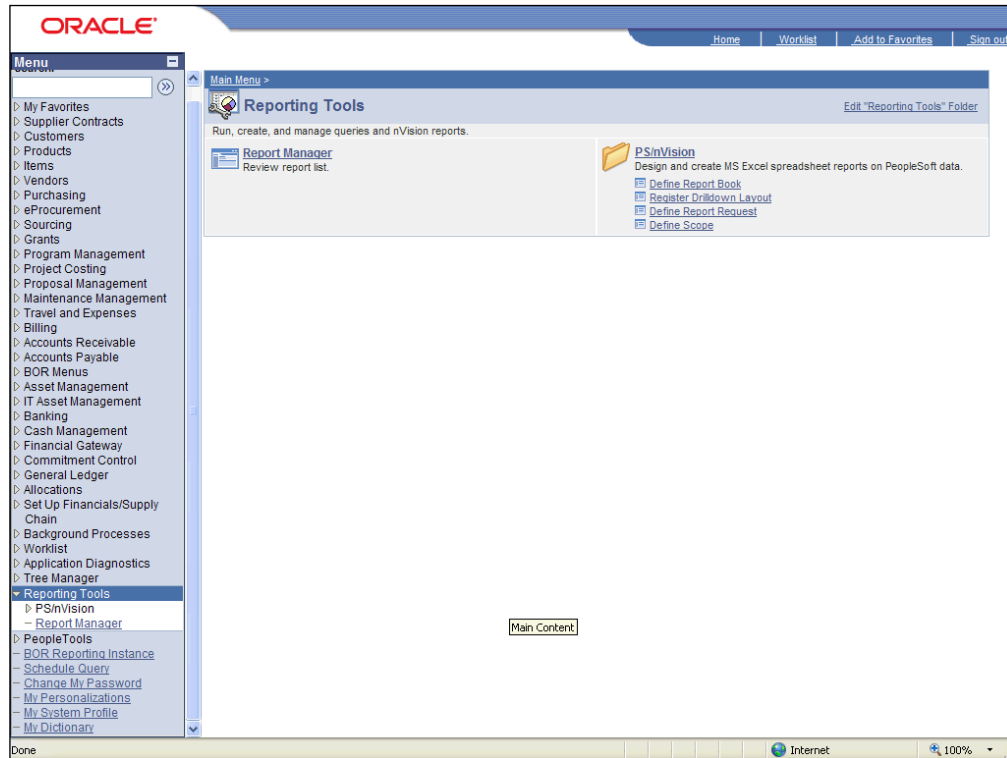 ORACLE
Home Worklist Add to Favorites Sign out
Menu
Search:
Main Menu >
Reporting Tools
Edit "Reporting Tools" Folder
Run, create, and manage queries and nVision reports.
Report Manager
Review report list.
PS/nVision
Design and create MS Excel spreadsheet reports on PeopleSoft data.
Define Report Book
Register Drilldown Layout
Define Report Request
Define Scope
My Favorites
Supplier Contracts
Customers
Products
Items
Vendors
Purchasing
eProcurement
Sourcing
Grants
Program Management
Project Costing
Proposal Management
Maintenance Management
Travel and Expenses
Billing
Accounts Receivable
Accounts Payable
BOR Menus
Asset Management
IT Asset Management
Banking
Cash Management
Financial Gateway
Commitment Control
General Ledger
Allocations
Set Up Financials/Supply
Chain
Background Processes
Worklist
Application Diagnostics
Tree Manager
Reporting Tools
PS/nVision
Report Manager
PeopleTools
BOR Reporting Instance
Schedule Query
Change My Password
My Personalizations
My System Profile
My Dictionary
Main Content
Done
Internet
100%